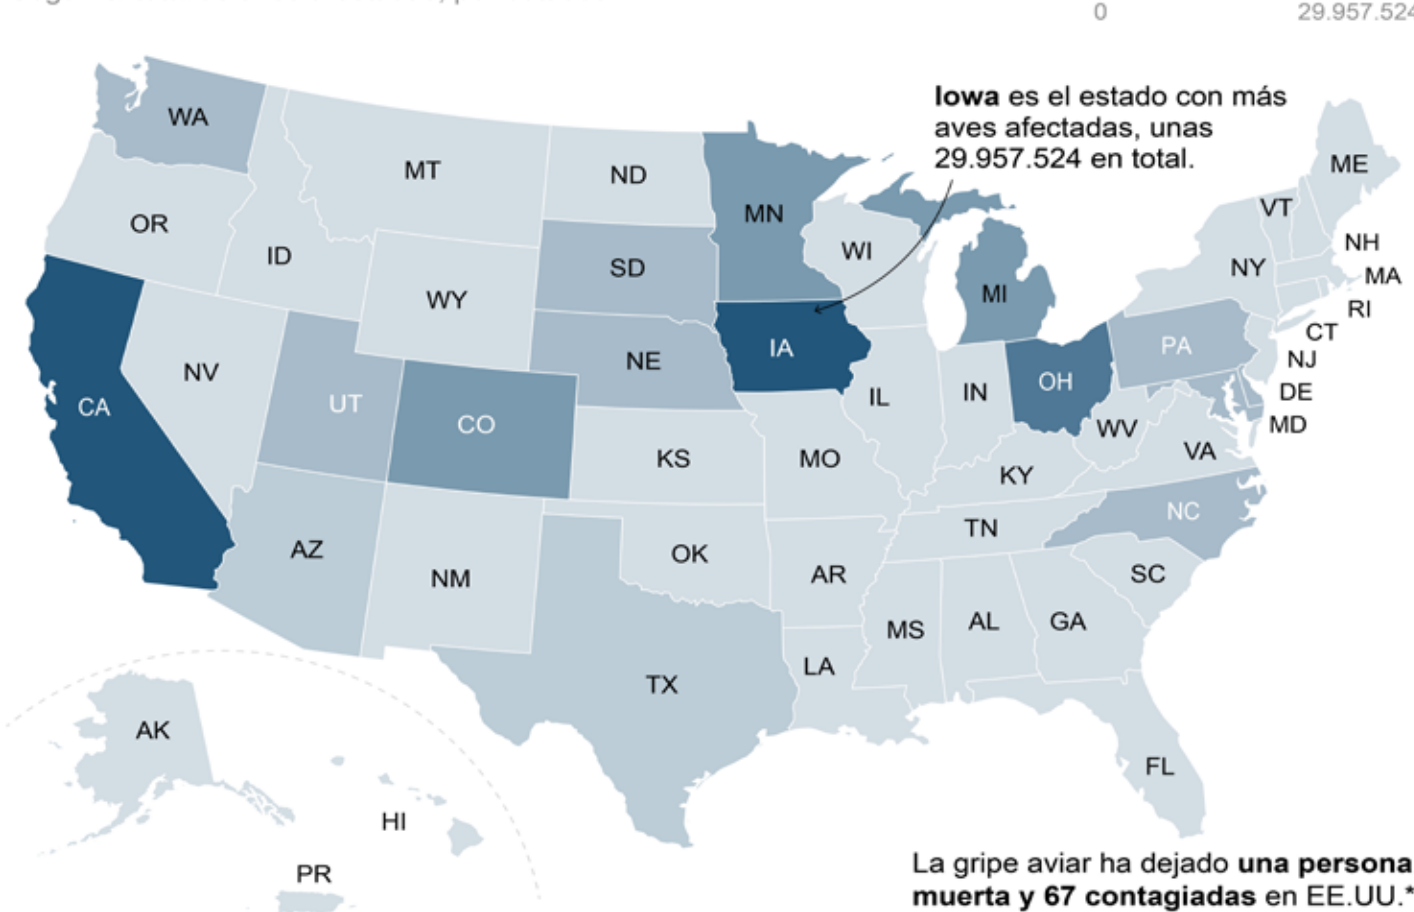 0
29.957.524
Iowa es el estado con más
aves afectadas, unas
29.957.524 en total.
WA
MT
ND
MN
ME
VT
OR
ID
SD
WI
NH
NY
MA
WY
MI
RI
CT
NV
NE
IA
PA
NJ
CA
UT
CO
IL
IN
OH
DE
MD
WV
KS
MO
VA
KY
AZ
NM
OK
TN
NC
AR
SC
MS
AL
GA
LA
TX
AK
FL
HI
PR
La gripe aviar ha dejado una persona
muerta y 67 contagiadas en EE.UU.*